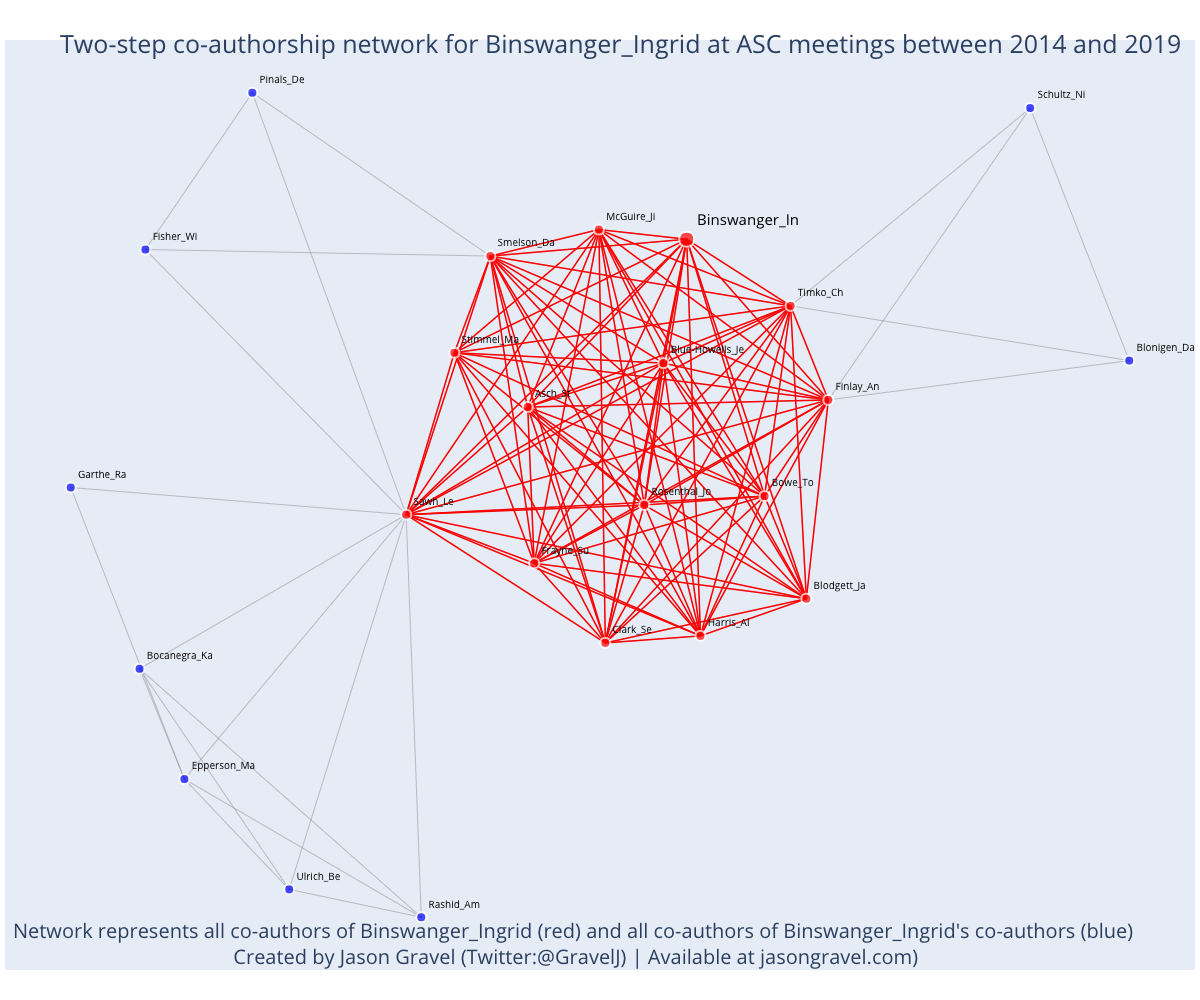 Two-step co-authorship network for Binswanger_Ingrid at ASC meetings between 2014 and 2019
Pinals_De
Schultz_Ni
McGuire_Ji
Binswanger_In
Fisher_Wi
Smelson_Da
Timko_Ch
Stimmel_Ma
Blue-Howells_Je
Blonigen_Da
Finlay_An
Asch_St
Garthe_Ra
Bowe_To
Rosenthal_Jo
Sawh_Le
Frayne_Su
Blodgett_Ja
Harris_Al
Clark_Se
Bocanegra_Ka
Epperson_Ma
Ulrich_Be
Rashid_Am
Network represents all co-authors of Binswanger_Ingrid (red) and all co-authors of Binswanger_Ingrid's co-authors (blue)
Created by Jason Gravel (Twitter:@GravelJ) | Available at jasongravel.com)